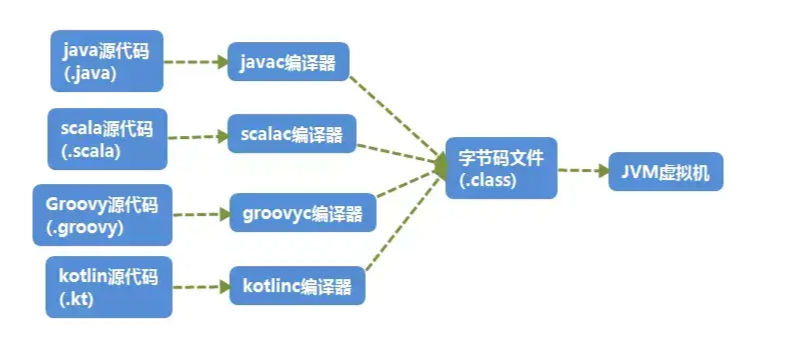 java源代码
(.java)
javac编译器
scala源代码
(.scala)
scalac编译器
Groovy源代码
(.groovy)
groovyc编译器
kotlin源代码
(.kt)
kotlinc编译器
字节码文件
(.class)
JVM虚拟机